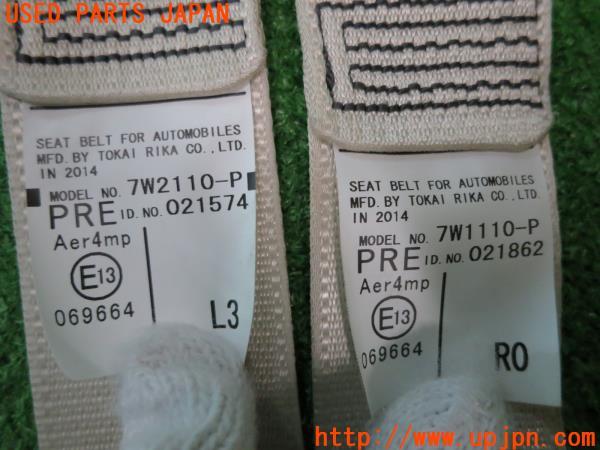 USED PARTS JAPAN
SEAT BELT FOR AUTOMOBILES
MFD. BY TOKAI RIKA CO.,LTD.
IN 2014
MODEL NO. 7W2110-P
PRE ID.NO. 021574
Aer4mp
E13
069664
L3
SEAT BELT FOR AUTOMOBILES
MFD. BY TOKAI RIKA CO.,LTD.
IN 2014
MODEL NO. 7W1110-P
PRE ID.NO. 021862
Aer4mp
E13
069664
R0
http://www.upjpn.com/